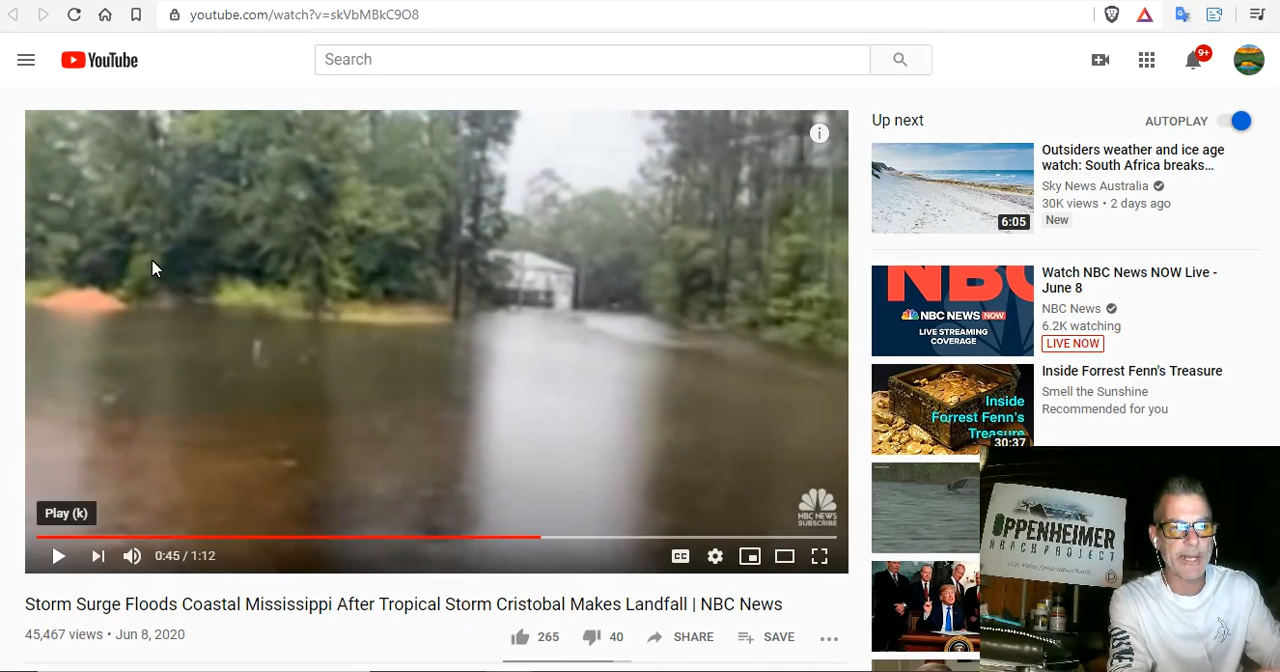 youtube.com/watch?v=skVbMBkC9O8
YouTube
Search
9+
NBC NEWS
SUBSCRIBE
Play (k)
0:45 / 1:12
CC
Storm Surge Floods Coastal Mississippi After Tropical Storm Cristobal Makes Landfall | NBC News
45,467 views • Jun 8, 2020
265
40
SHARE
SAVE
Up next
AUTOPLAY
6:05
Outsiders weather and ice age
watch: South Africa breaks...
Sky News Australia
30K views • 2 days ago
New
NBC
NBC NEWS NOW
LIVE STREAMING
COVERAGE
Watch NBC News NOW Live -
June 8
NBC News
6.2K watching
LIVE NOW
Inside
Forrest Fenn's
Treasure
30:37
Inside Forrest Fenn's Treasure
Smell the Sunshine
Recommended for you
OPPENHEIMER
RANCH PROJECT